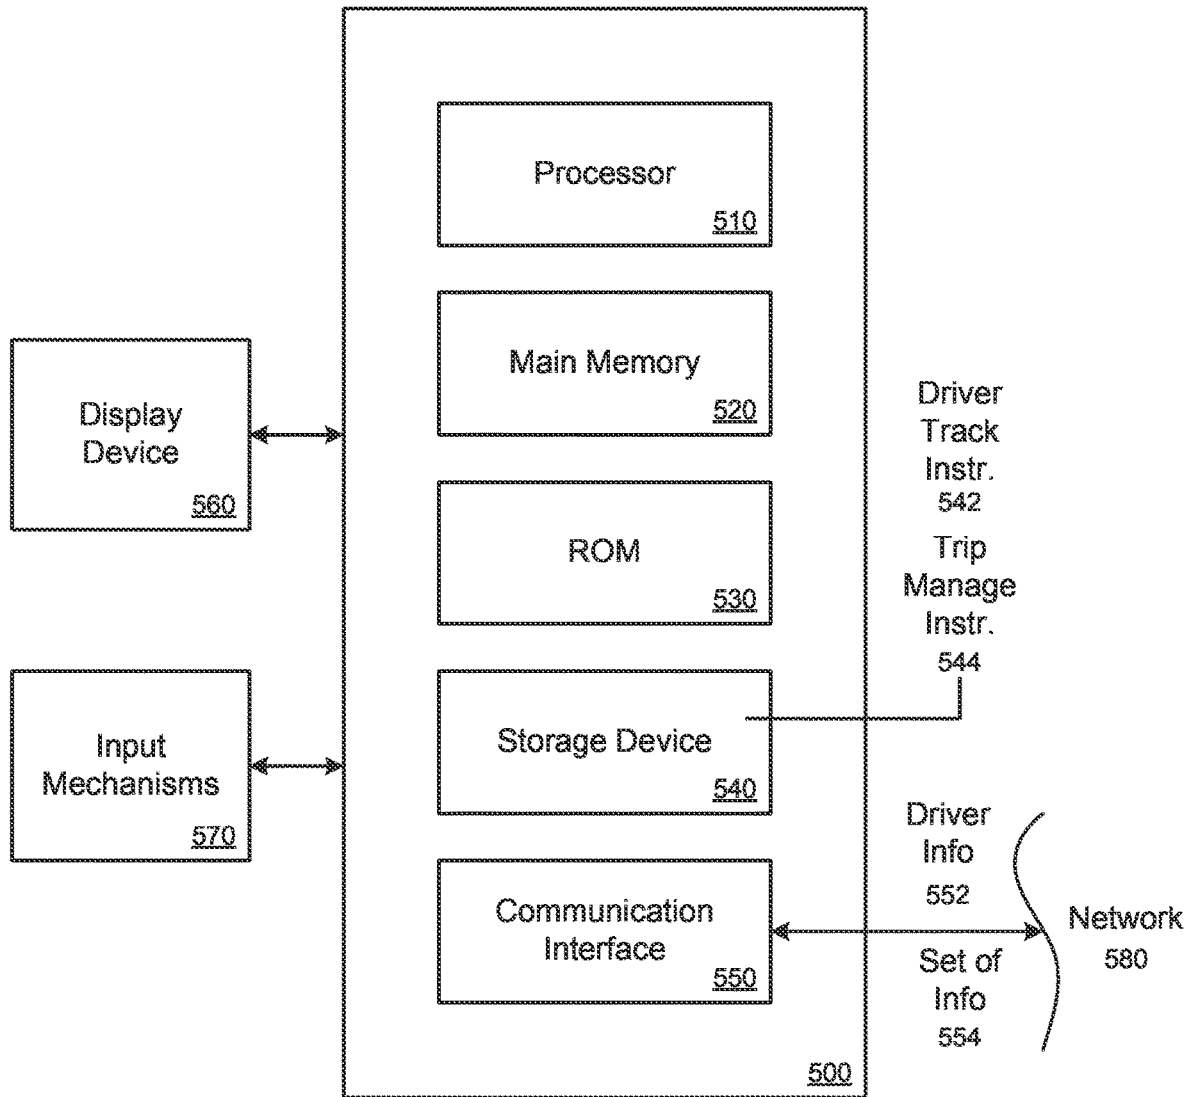 Processor
510
Main Memory
520
Display
Device
560
Driver
Track
Instr.
542
Trip
Manage
Instr.
544
ROM
530
Storage Device
540
Input
Mechanisms
570
Driver
Info
552
Communication
Interface
550
Network
580
Set of
Info
554
500